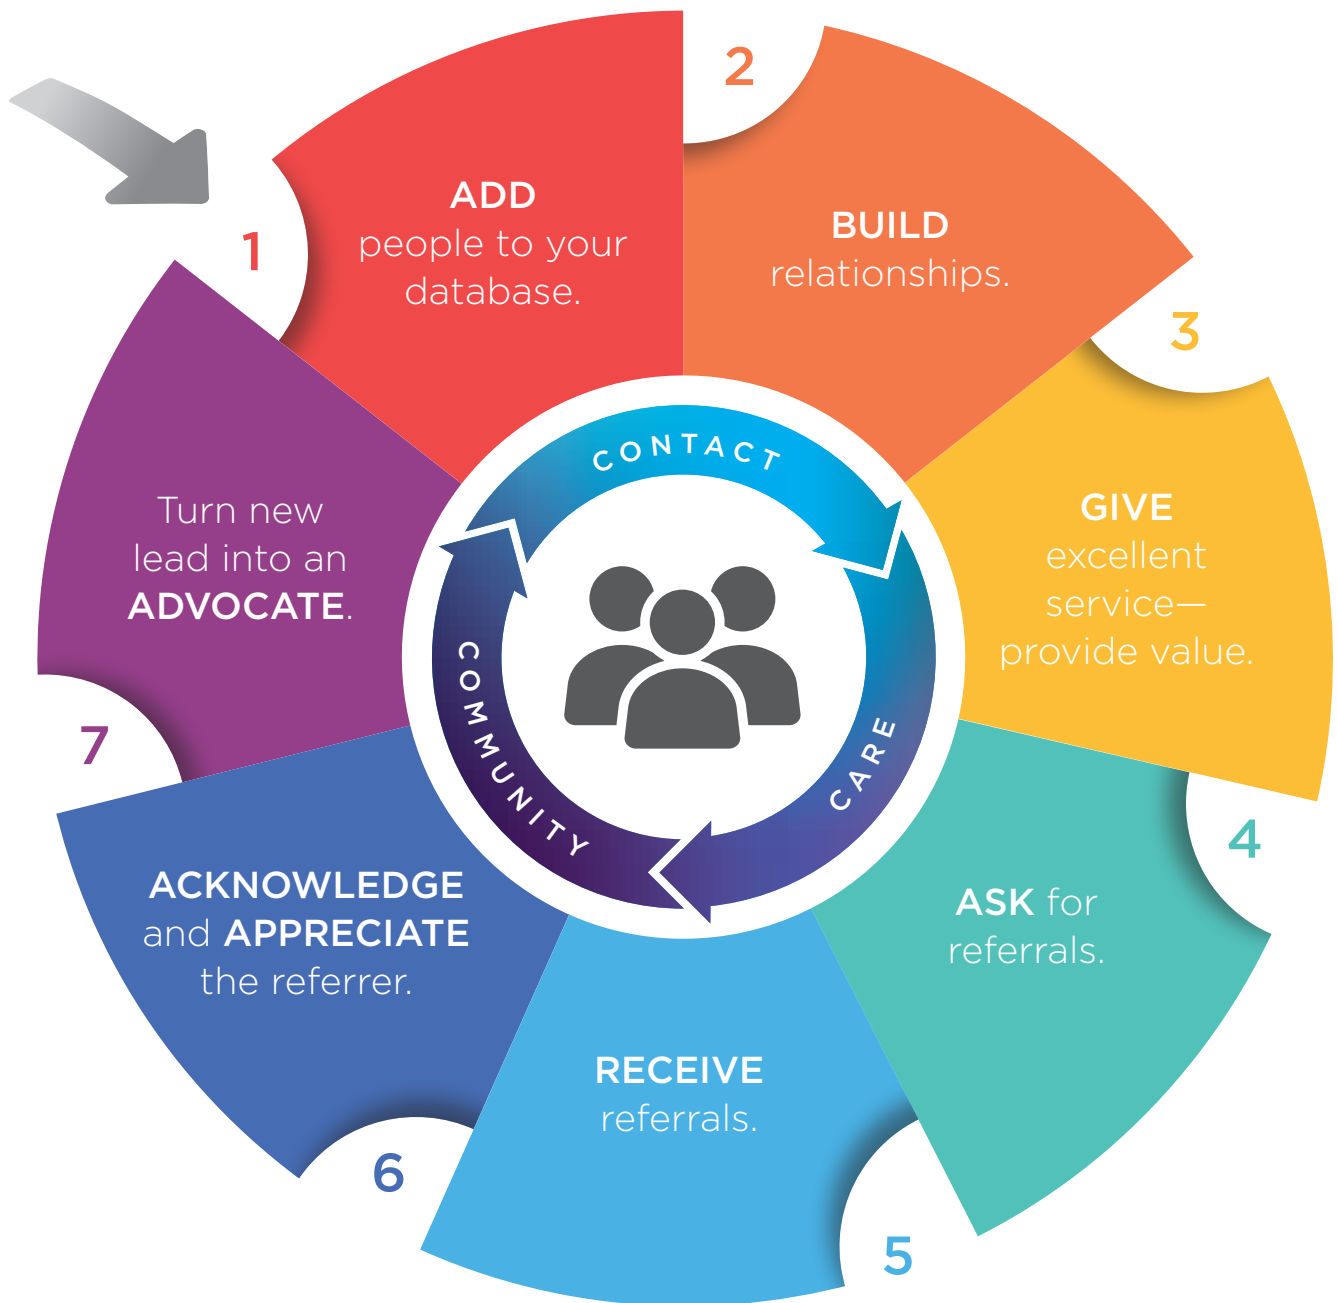 1
ADD
people to your
database.
2
BUILD
relationships.
3
GIVE
excellent
service—
provide value.
4
ASK for
referrals.
5
RECEIVE
referrals.
6
ACKNOWLEDGE
and APPRECIATE
the referrer.
7
Turn new
lead into an
ADVOCATE.
CONTACT
CARE
COMMUNITY